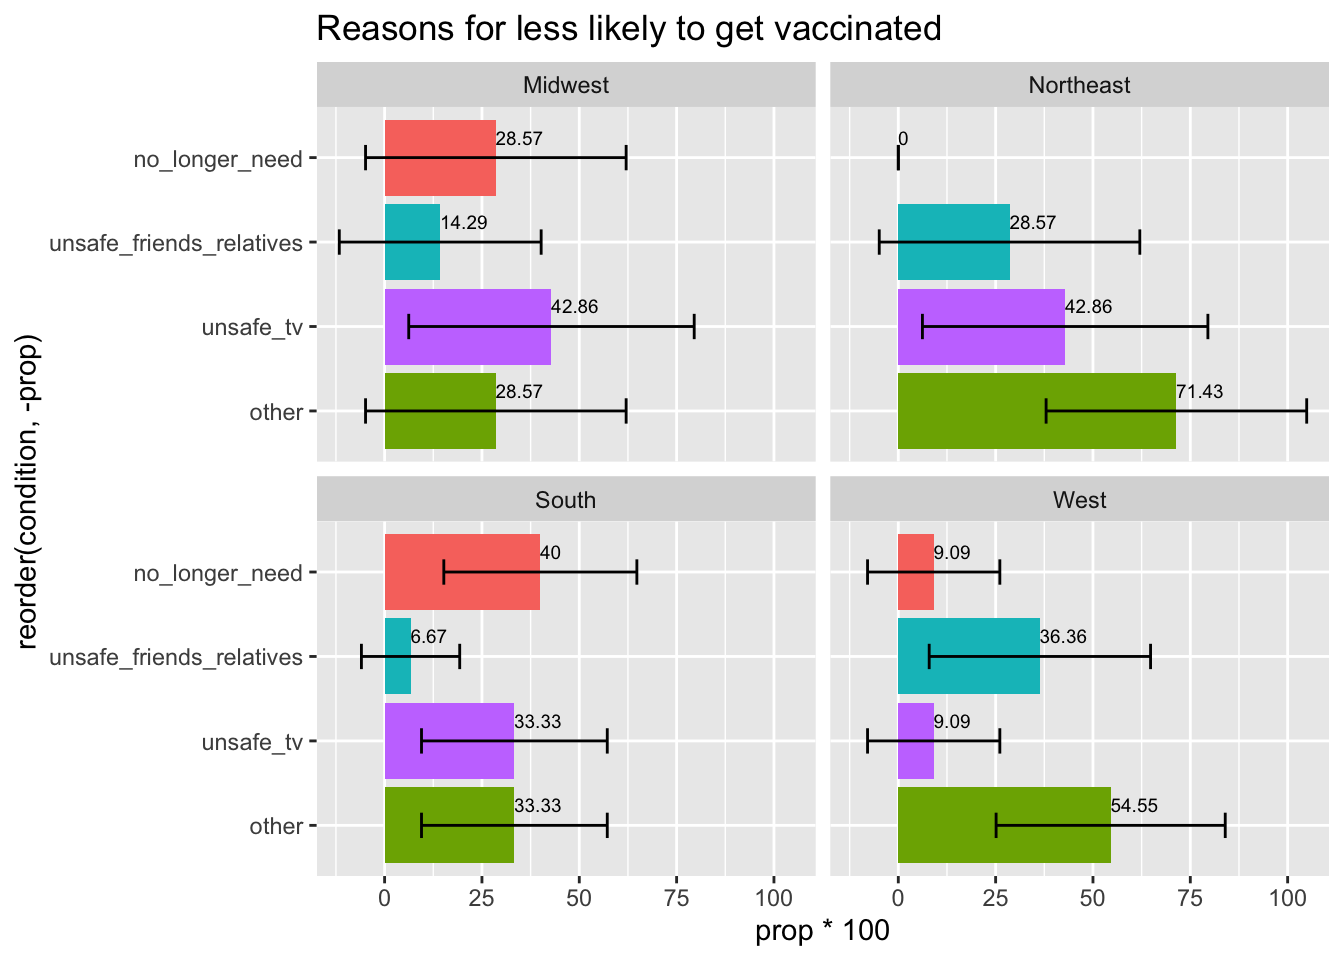 Reasons for less likely to get vaccinated
Midwest
Northeast
no_longer_need
28.57
0
unsafe_friends_relatives
14.29
28.57
unsafe_tv
42.86
42.86
other
28.57
71.43
South
West
no_longer_need
40
9.09
unsafe_friends_relatives
6.67
36.36
unsafe_tv
33.33
9.09
other
33.33
54.55
0 25 50 75 100
0 25 50 75 100
prop * 100
reorder(condition, -prop)